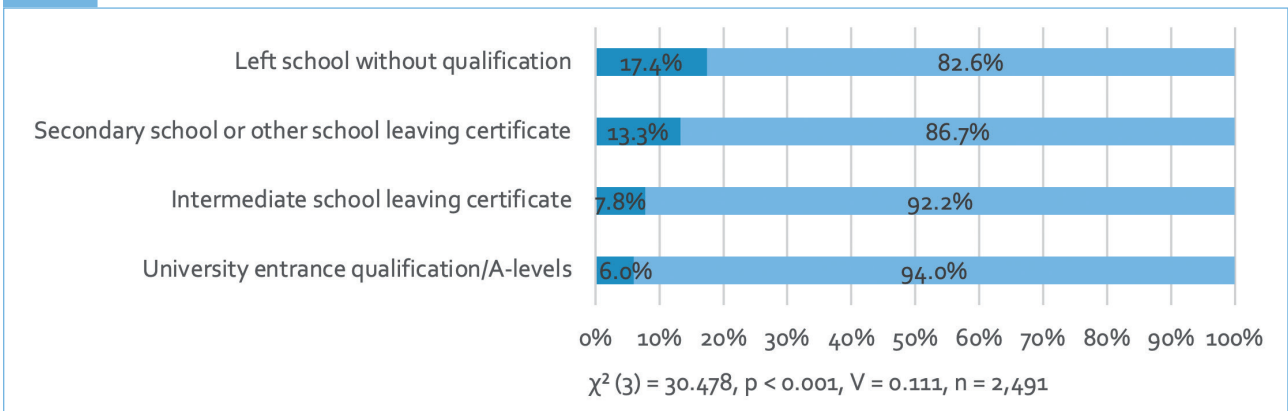 Left school without qualification 17.4% 82.6%
Secondary school or other school leaving certificate 13.3% 86.7%
Intermediate school leaving certificate 7.8% 92.2%
University entrance qualification/A-levels 6.0% 94.0%
0% 10% 20% 30% 40% 50% 60% 70% 80% 90% 100%
χ² (3) = 30.478, p < 0.001, V = 0.111, n = 2,491